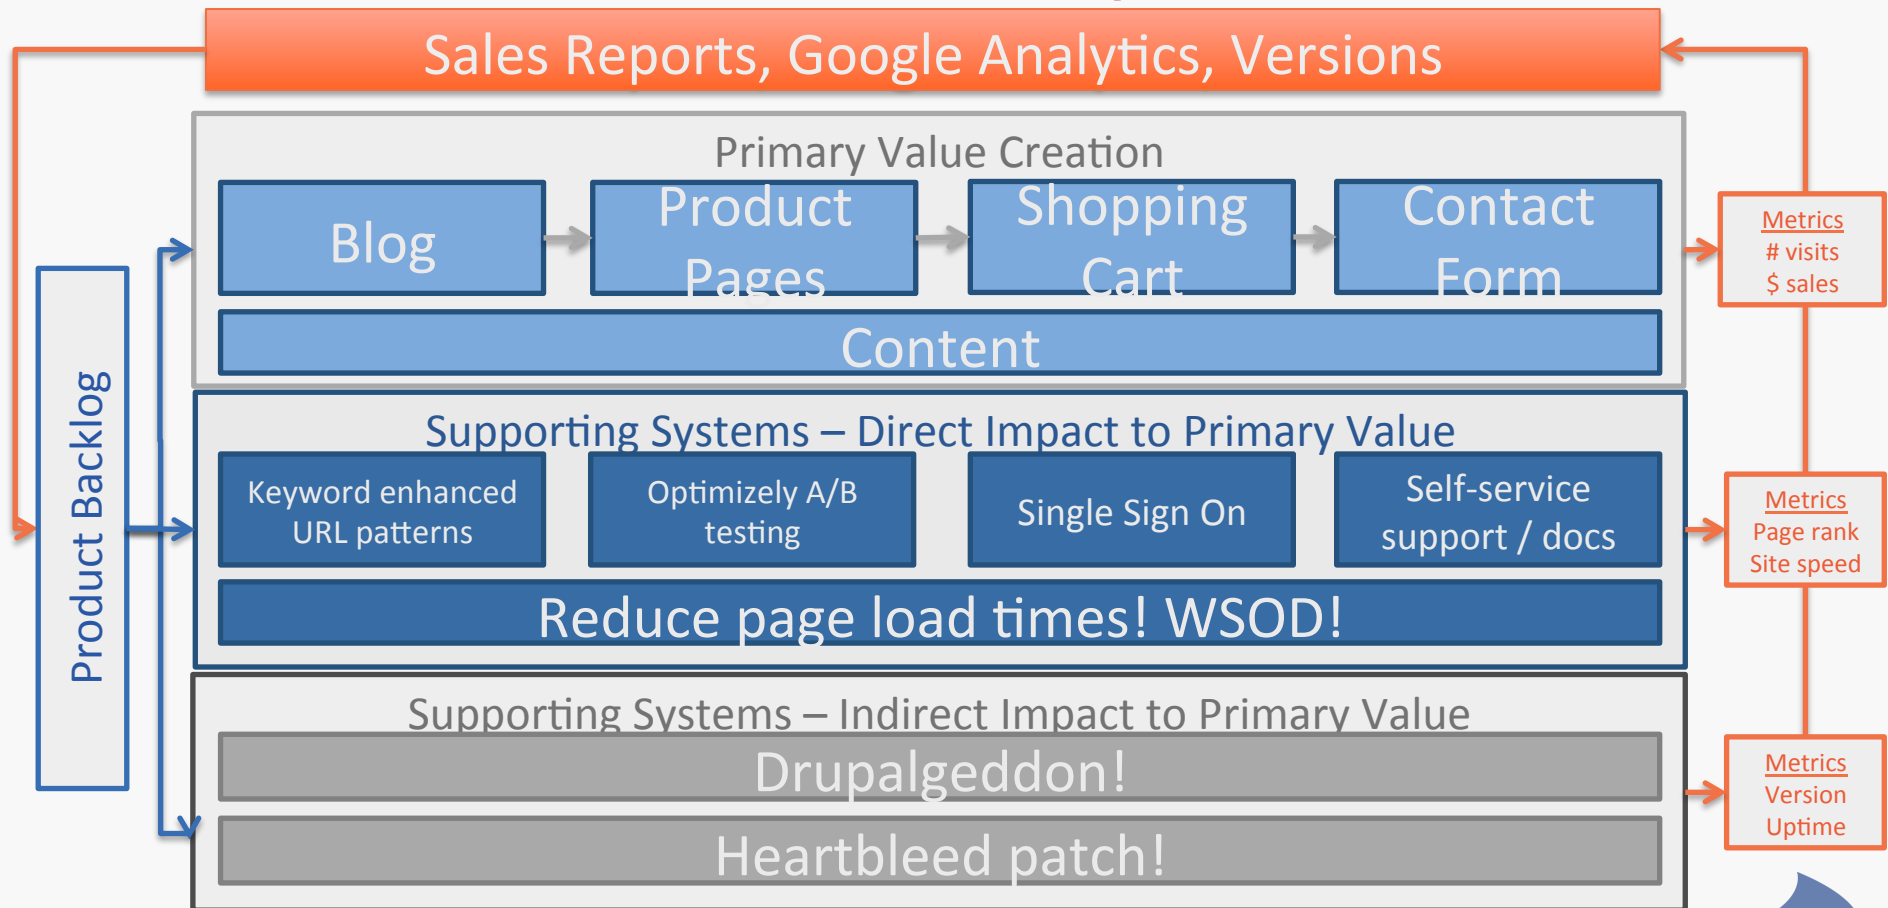 Sales Reports, Google Analytics, Versions
Primary Value Creation
Blog
Product
Pages
Shopping
Cart
Contact
Form
Content
Metrics
# visits
$ sales
Product Backlog
Supporting Systems – Direct Impact to Primary Value
Keyword enhanced
URL patterns
Optimizely A/B
testing
Single Sign On
Self-service
support / docs
Reduce page load times! WSOD!
Metrics
Page rank
Site speed
Supporting Systems – Indirect Impact to Primary Value
Drupalgeddon!
Heartbleed patch!
Metrics
Version
Uptime